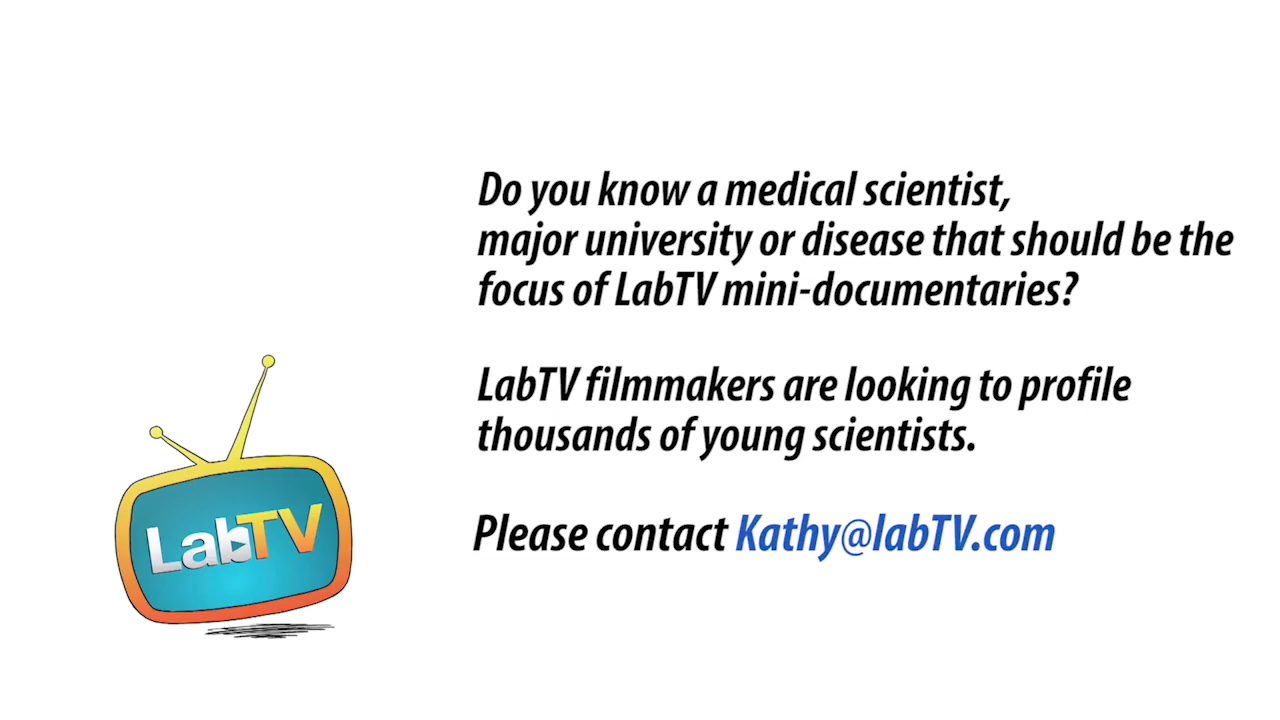 Do you know a medical scientist,
major university or disease that should be the
focus of LabTV mini-documentaries?
LabTV filmmakers are looking to profile
thousands of young scientists.
LabTV
Please contact Kathy@labTV.com